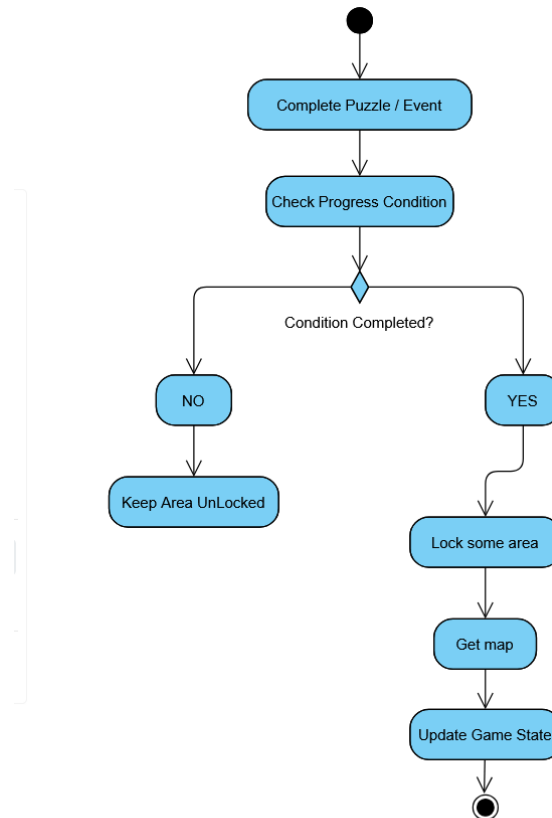 Complete Puzzle / Event
Check Progress Condition
Condition Completed?
NO
YES
Keep Area UnLocked
Lock some area
Get map
Update Game State